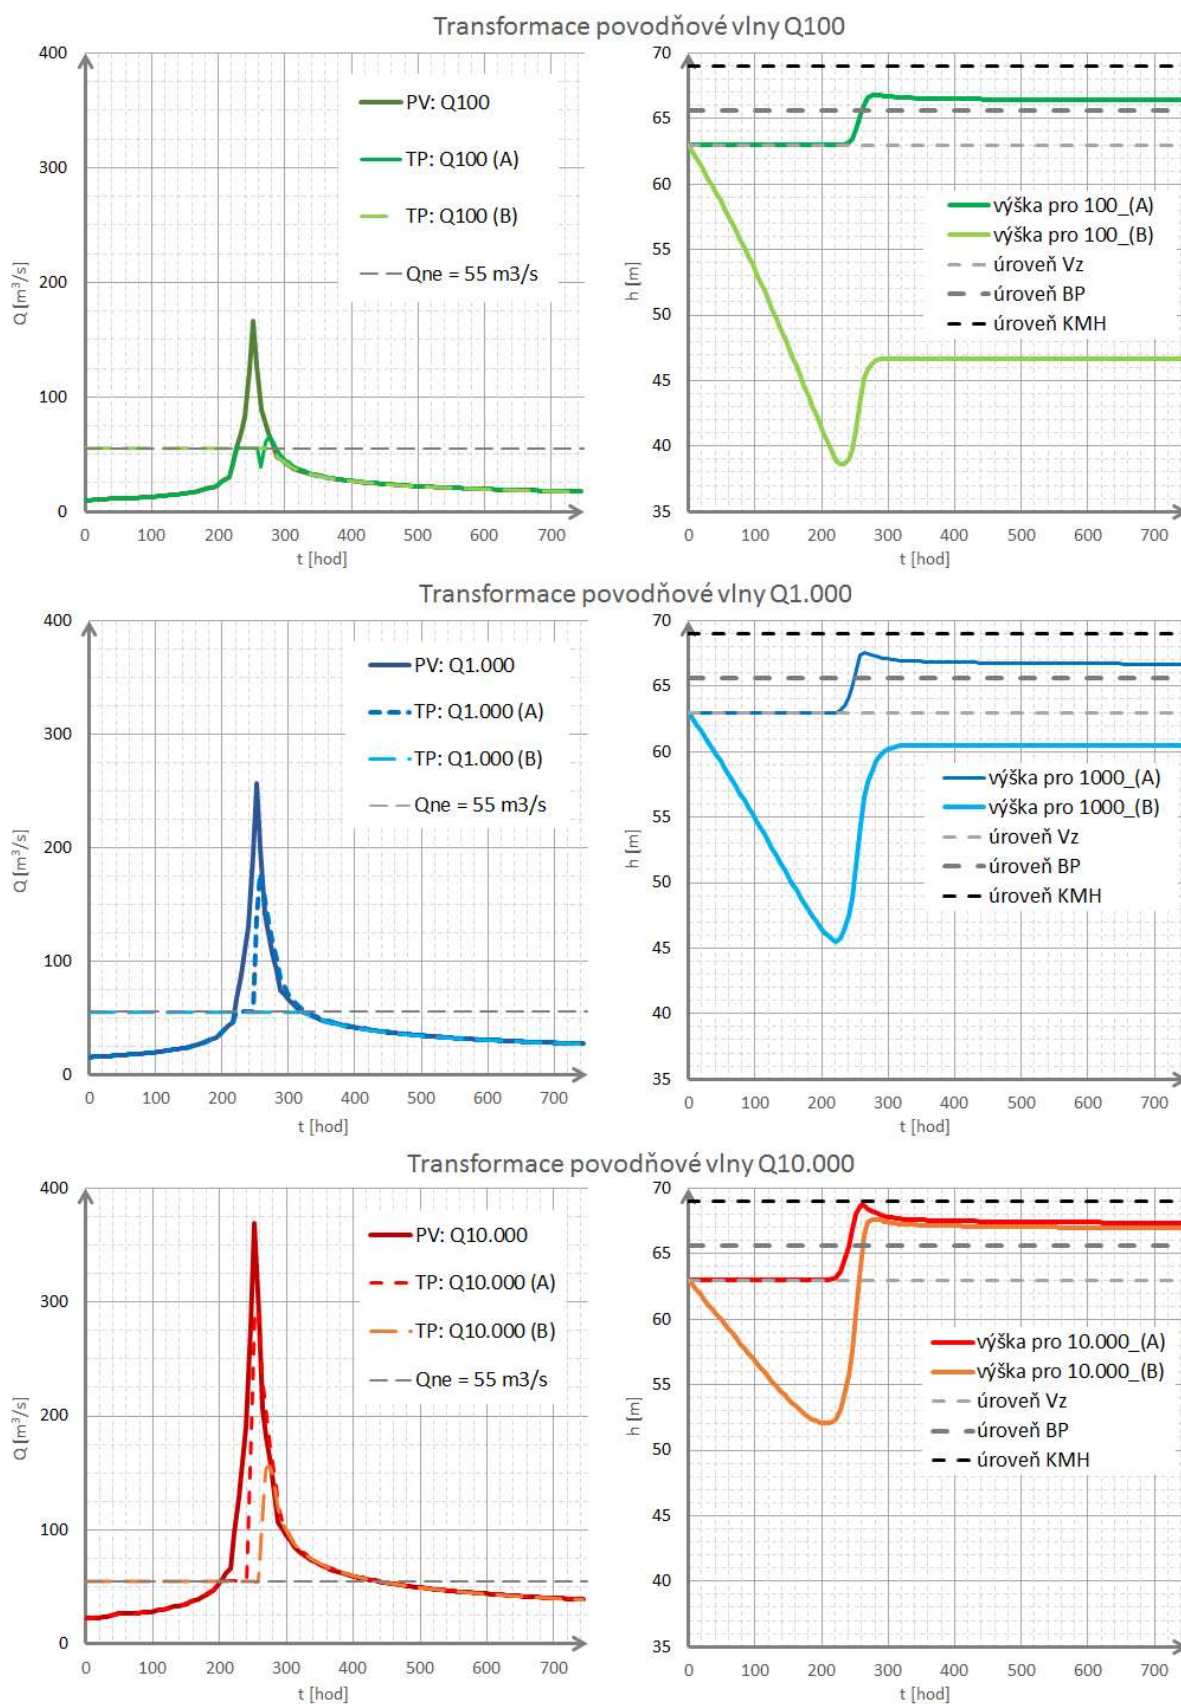 Transformace povodňové vlny Q100
400
300
200
100
0
Q [m³/s]
0 100 200 300 400 500 600 700
t [hod]
PV: Q100
TP: Q100 (A)
TP: Q100 (B)
Qne = 55 m3/s
70
65
60
55
50
45
40
35
h [m]
0 100 200 300 400 500 600 700
t [hod]
výška pro 100_(A)
výška pro 100_(B)
úroveň Vz
úroveň BP
úroveň KMH
Transformace povodňové vlny Q1.000
400
300
200
100
0
Q [m³/s]
0 100 200 300 400 500 600 700
t [hod]
PV: Q1.000
TP: Q1.000 (A)
TP: Q1.000 (B)
Qne = 55 m3/s
70
65
60
55
50
45
40
35
h [m]
0 100 200 300 400 500 600 700
t [hod]
výška pro 1000_(A)
výška pro 1000_(B)
úroveň Vz
úroveň BP
úroveň KMH
Transformace povodňové vlny Q10.000
400
300
200
100
0
Q [m³/s]
0 100 200 300 400 500 600 700
t [hod]
PV: Q10.000
TP: Q10.000 (A)
TP: Q10.000 (B)
Qne = 55 m3/s
70
65
60
55
50
45
40
35
h [m]
0 100 200 300 400 500 600 700
t [hod]
výška pro 10.000_(A)
výška pro 10.000_(B)
úroveň Vz
úroveň BP
úroveň KMH